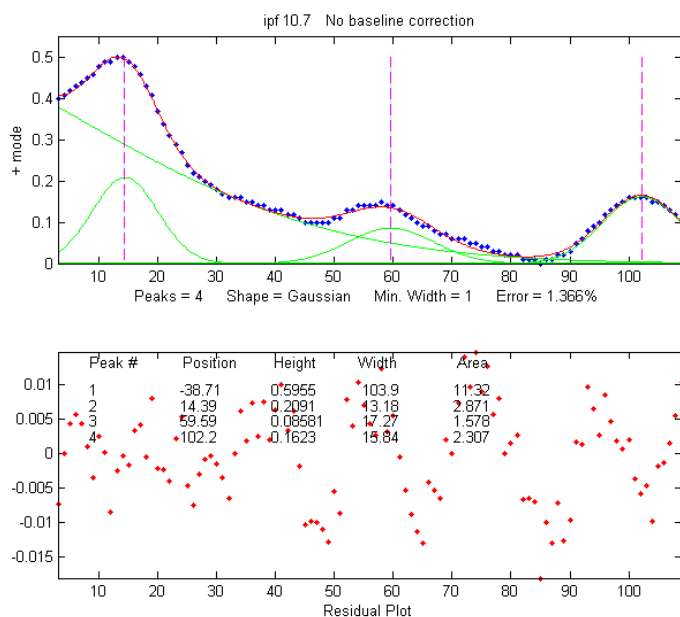 ipf 10.7 No baseline correction
0.5
0.4
0.3
0.2
0.1
0
+ mode
10 20 30 40 50 60 70 80 90 100
Peaks = 4 Shape = Gaussian Min. Width = 1 Error = 1.366%
Peak # Position Height Width Area
1 -38.71 0.5955 103.9 11.32
2 14.39 0.2091 13.18 2.871
3 59.59 0.08581 17.27 1.578
4 102.2 0.1623 15.84 2.307
0.01
0.005
0
-0.005
-0.01
-0.015
10 20 30 40 50 60 70 80 90 100
Residual Plot